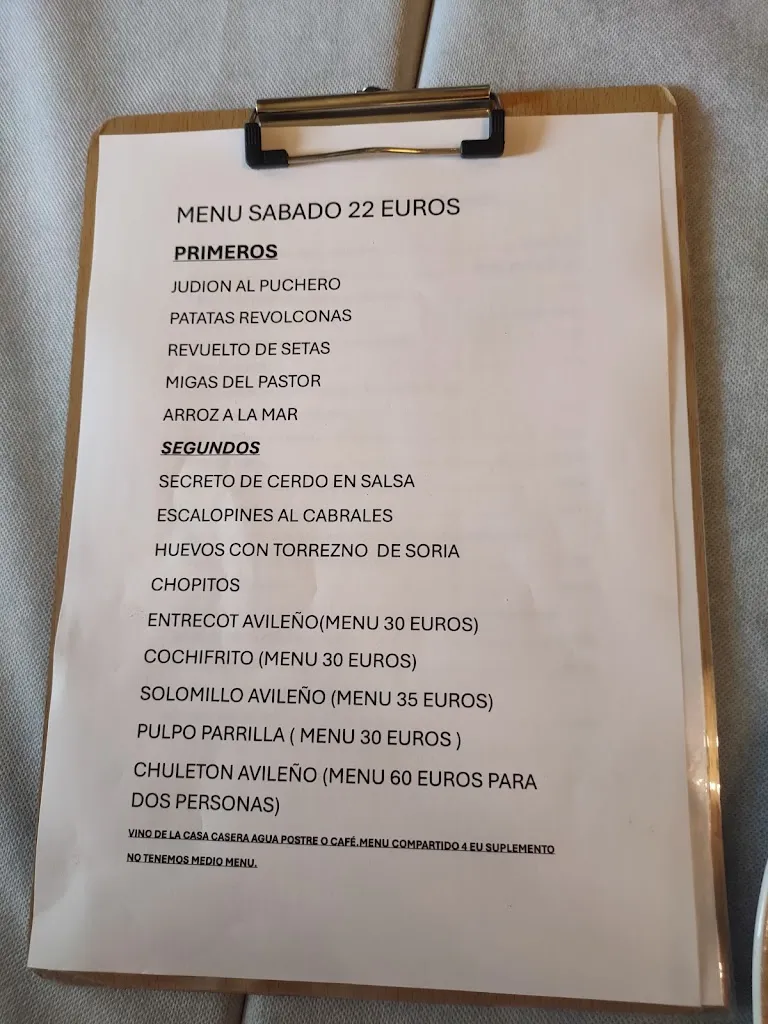 MENU SABADO 22 EUROS
PRIMEROS
JUDION AL PUCHERO
PATATAS REVOLCONAS
REVUELTO DE SETAS
MIGAS DEL PASTOR
ARROZ A LA MAR
SEGUNDOS
SECRETO DE CERDO EN SALSA
ESCALOPINES AL CABRALES
HUEVOS CON TORREZNO  DE SORIA
CHOPITOS
ENTRECOT AVILEÑO(MENU 30 EUROS)
COCHIFRITO (MENU 30 EUROS)
SOLOMILLO AVILEÑO (MENU 35 EUROS)
PULPO PARRILLA ( MENU 30 EUROS )
CHULETON AVILEÑO (MENU 60 EUROS PARA
DOS PERSONAS)
VINO DE LA CASA CASERA AGUA POSTRE O CAFÉ.MENU COMPARTIDO 4 EU SUPLEMENTO
NO TENEMOS MEDIO MENU.